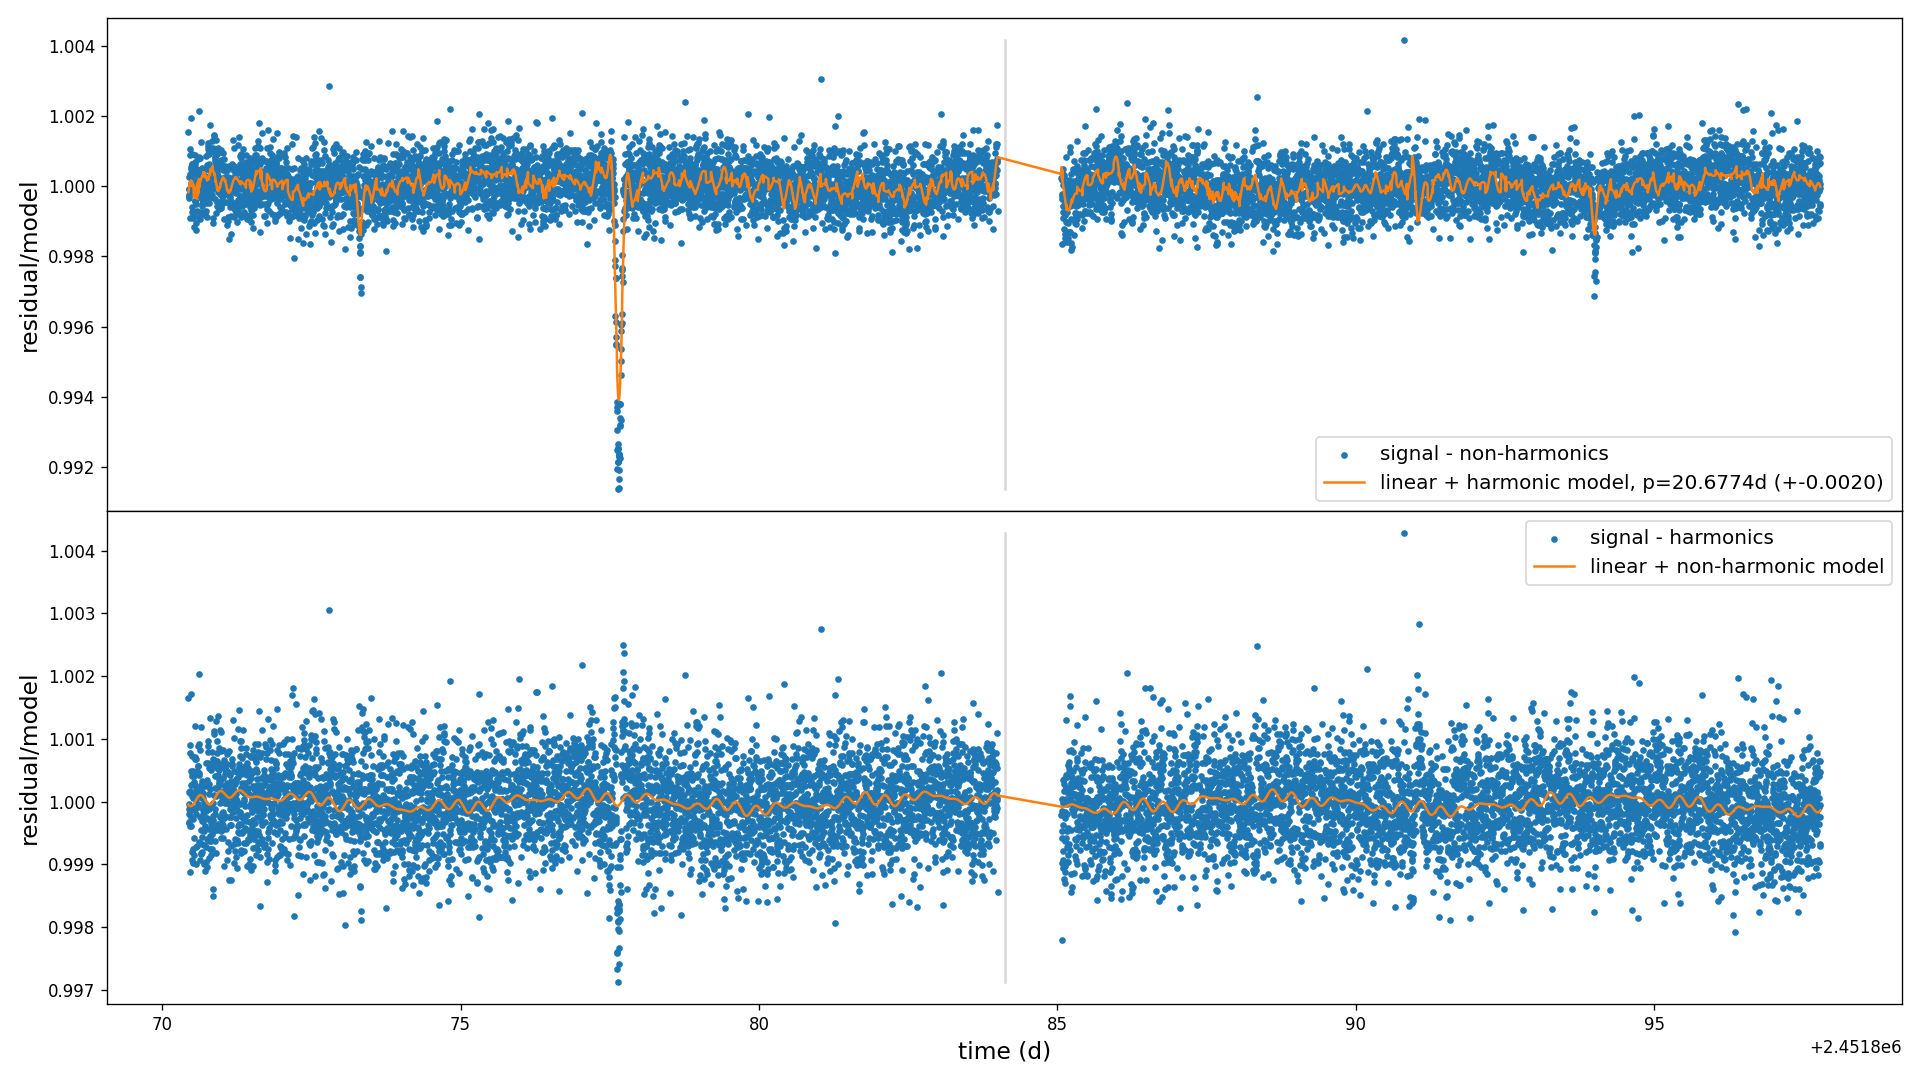 1.004
1.002
1.000
0.998
0.996
0.994
0.992
residual/model
signal - non-harmonics
linear + harmonic model, p=20.6774d (+-0.0020)
1.004
1.003
1.002
1.001
1.000
0.999
0.998
0.997
residual/model
signal - harmonics
linear + non-harmonic model
70 75 80 85 90 95
time (d)
+2.4518e6